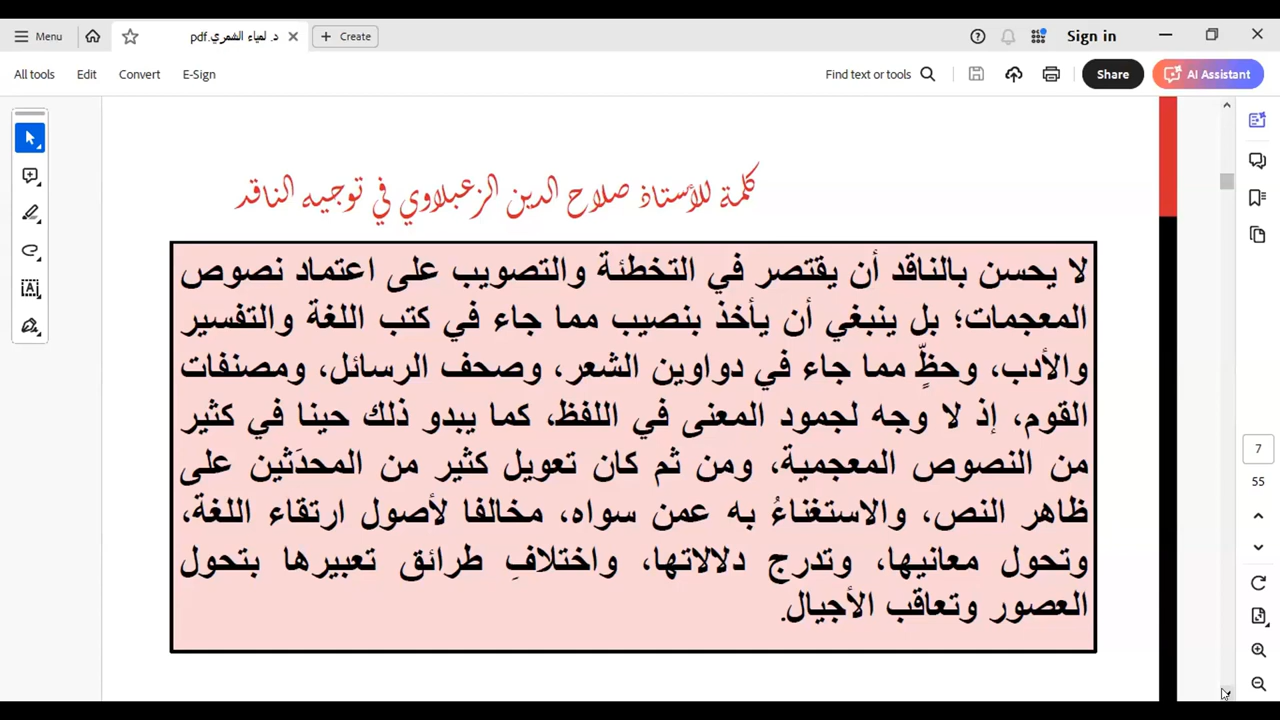 Menu
د. لمياء الشمري.pdf
Create
Sign in
All tools
Edit
Convert
E-Sign
Find text or tools
Share
AI Assistant
كلمة للأستاذ صلاح الدين الزعبلاوي في توجيه الناقد
لا يحسن بالناقد أن يقتصر في التخطئة والتصويب على اعتماد نصوص
المعجمات؛ بل ينبغي أن يأخذ بنصيب مما جاء في كتب اللغة والتفسير
والأدب، وحظٍّ مما جاء في دواوين الشعر، وصحف الرسائل، ومصنفات
القوم، إذ لا وجه لجمود المعنى في اللفظ، كما يبدو ذلك حينا في كثير
من النصوص المعجمية، ومن ثم كان تعويل كثير من المحدَثين على
ظاهر النص، والاستغناءُ به عمن سواه، مخالفا لأصول ارتقاء اللغة،
وتحول معانيها، وتدرج دلالاتها، واختلافِ طرائق تعبيرها بتحول
العصور وتعاقب الأجيال.
7
55